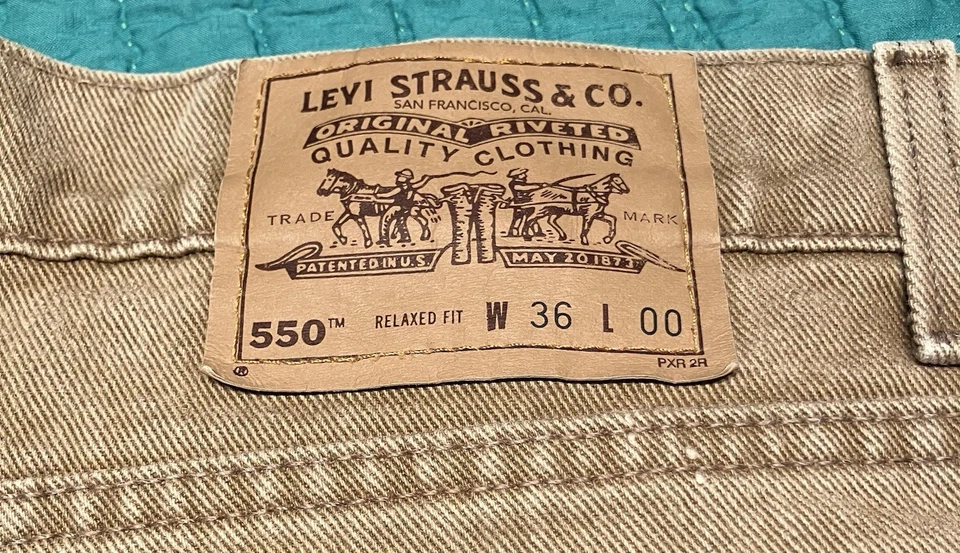 LEVI STRAUSS & CO.
SAN FRANCISCO, CAL.
ORIGINAL RIVETED
QUALITY CLOTHING
TRADE MARK
PATENTED IN U.S. MAY 20 1873
550™ RELAXED FIT W 36 L 00
® PXR 2R